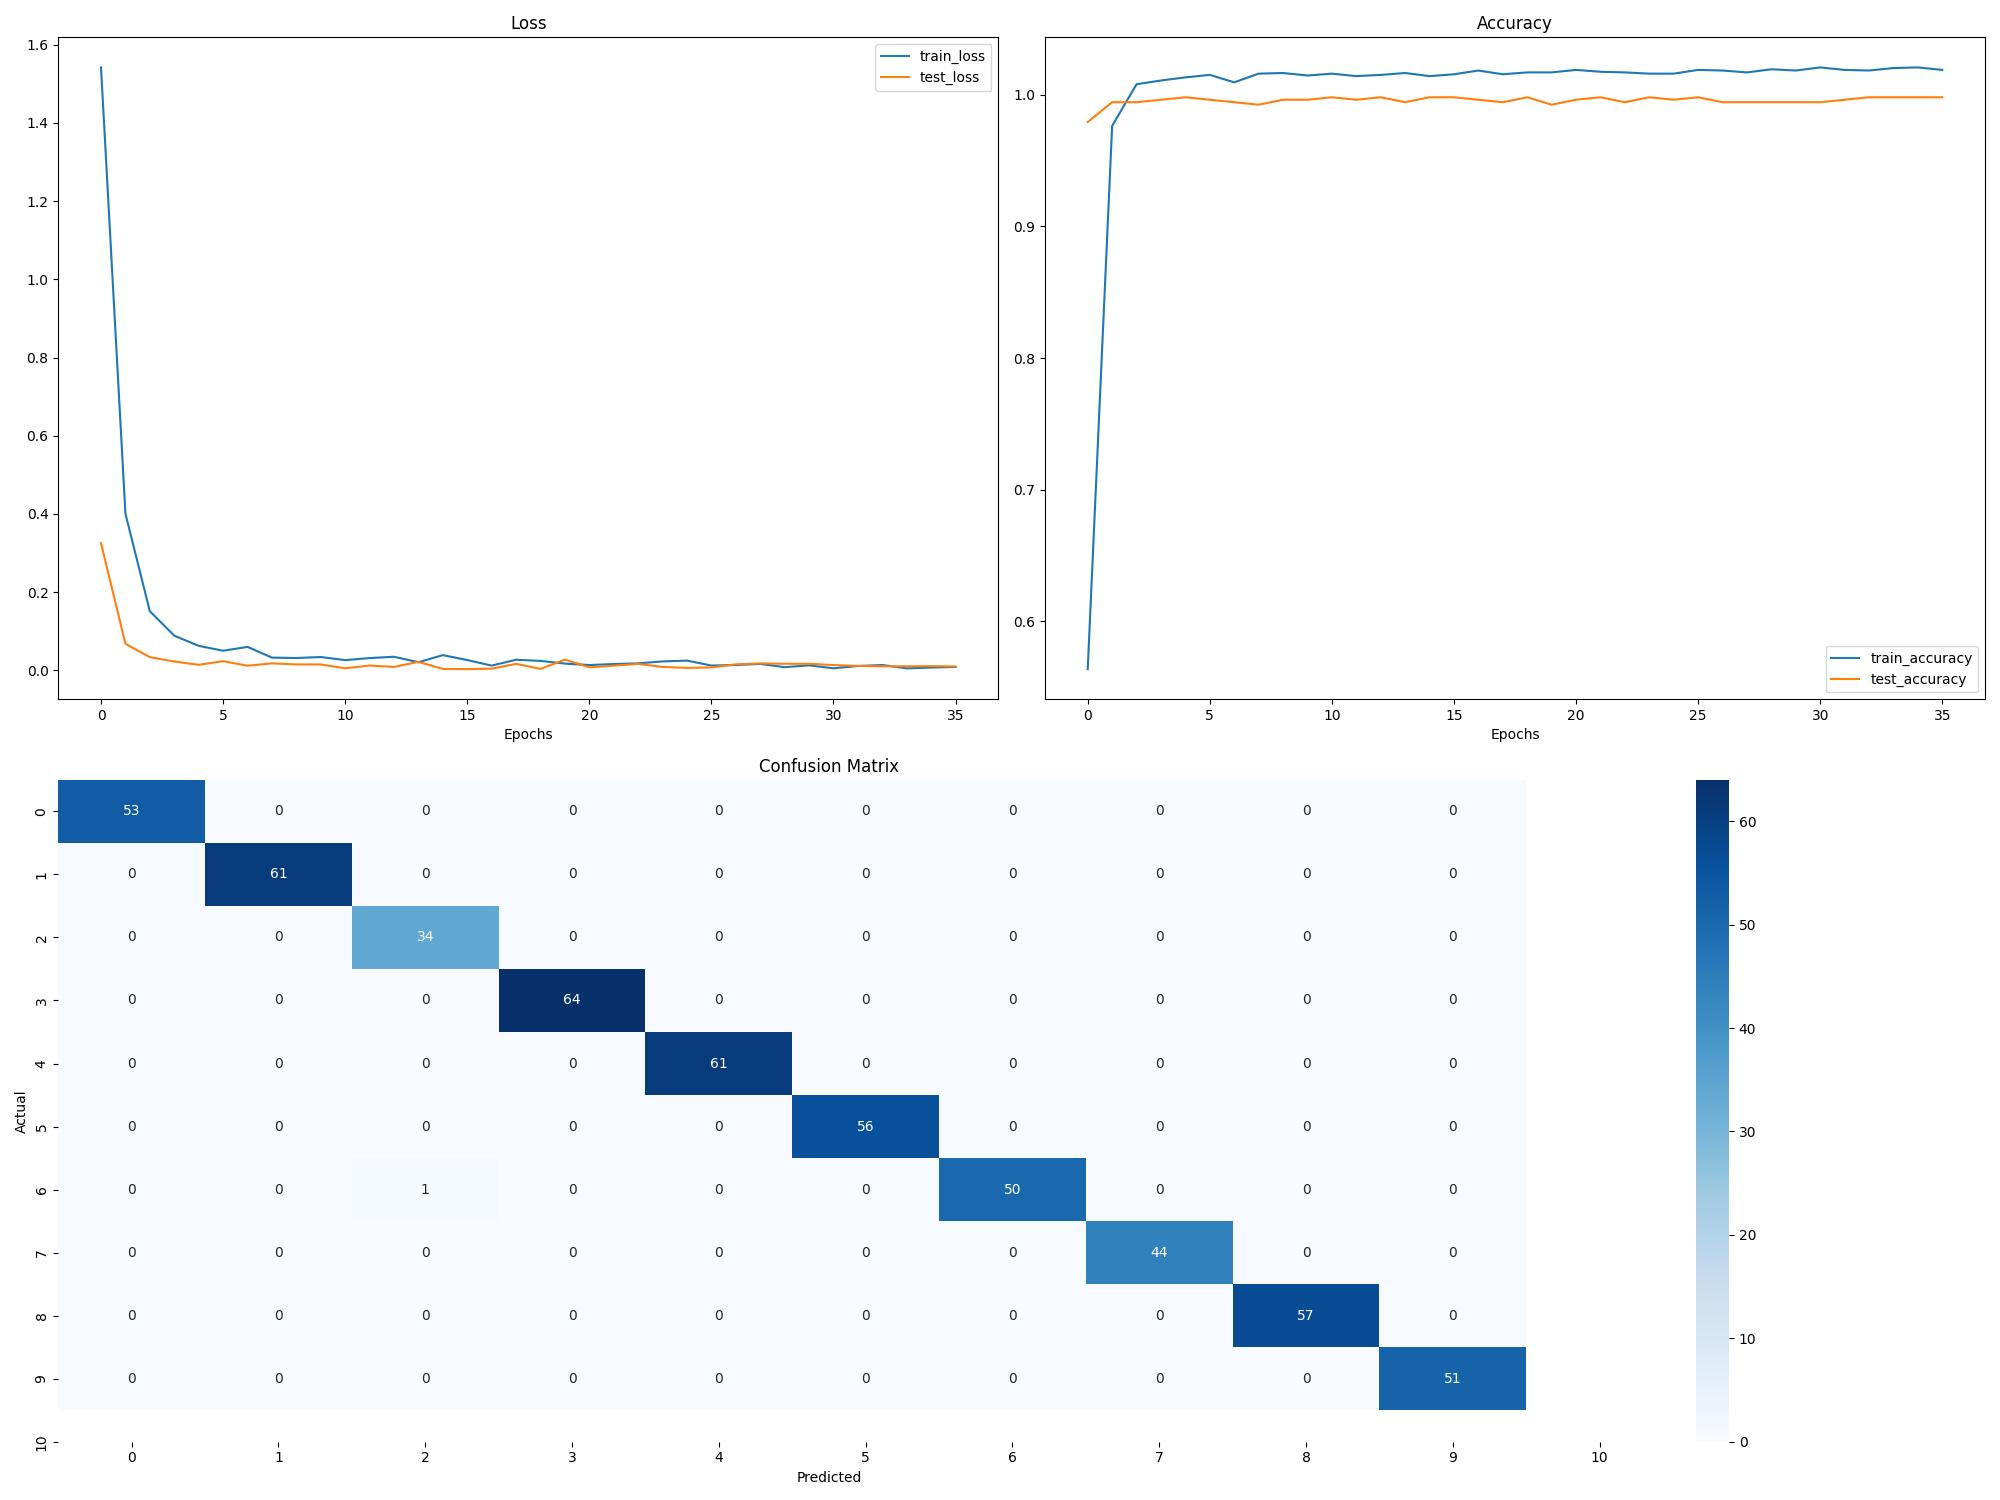 Loss
1.6
1.4
1.2
1.0
0.8
0.6
0.4
0.2
0.0
train_loss
test_loss
0 5 10 15 20 25 30 35
Epochs
Accuracy
1.0
0.9
0.8
0.7
0.6
train_accuracy
test_accuracy
0 5 10 15 20 25 30 35
Epochs
Confusion Matrix
Actual
0 53 0 0 0 0 0 0 0 0 0
1 0 61 0 0 0 0 0 0 0 0
2 0 0 34 0 0 0 0 0 0 0
3 0 0 0 64 0 0 0 0 0 0
4 0 0 0 0 61 0 0 0 0 0
5 0 0 0 0 0 56 0 0 0 0
6 0 0 1 0 0 0 50 0 0 0
7 0 0 0 0 0 0 0 44 0 0
8 0 0 0 0 0 0 0 0 57 0
9 0 0 0 0 0 0 0 0 0 51
10
0 1 2 3 4 5 6 7 8 9 10
Predicted
60
50
40
30
20
10
0